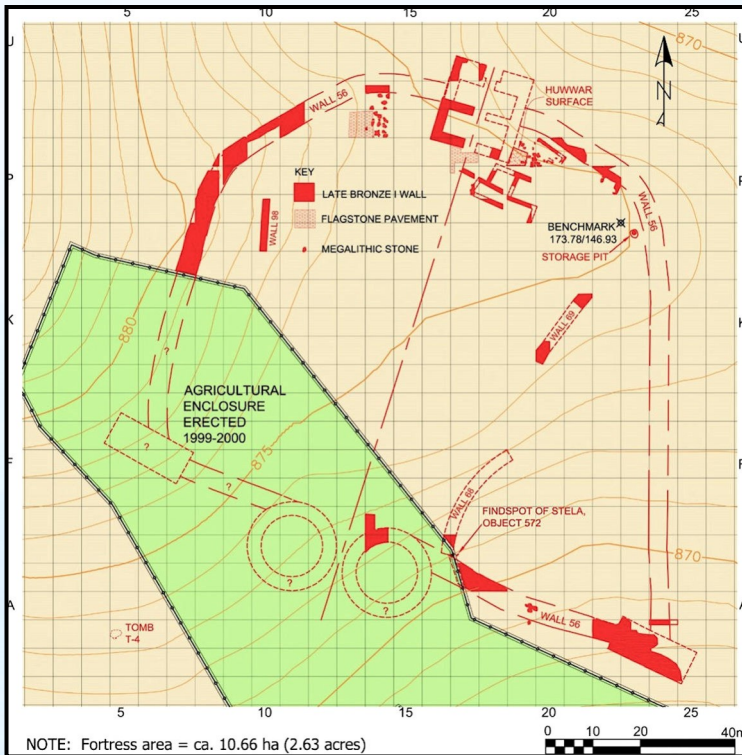 5 10 15 20 25
U U
870
HUWWAR
SURFACE
WALL 56
N
KEY
P P
LATE BRONZE I WALL
WALL 98
FLAGSTONE PAVEMENT
WALL 56
BENCHMARK
173.78/146.93
MEGALITHIC STONE
STORAGE PIT
K K
880
WALL 69
?
AGRICULTURAL
ENCLOSURE
ERECTED
1999-2000
?
875
F F
?
WALL 66
FINDSPOT OF STELA,
OBJECT 572
870
?
?
A A
WALL 56
TOMB
T-4
5 10 15 20 25
NOTE: Fortress area = ca. 10.66 ha (2.63 acres)
0 10 20 40m